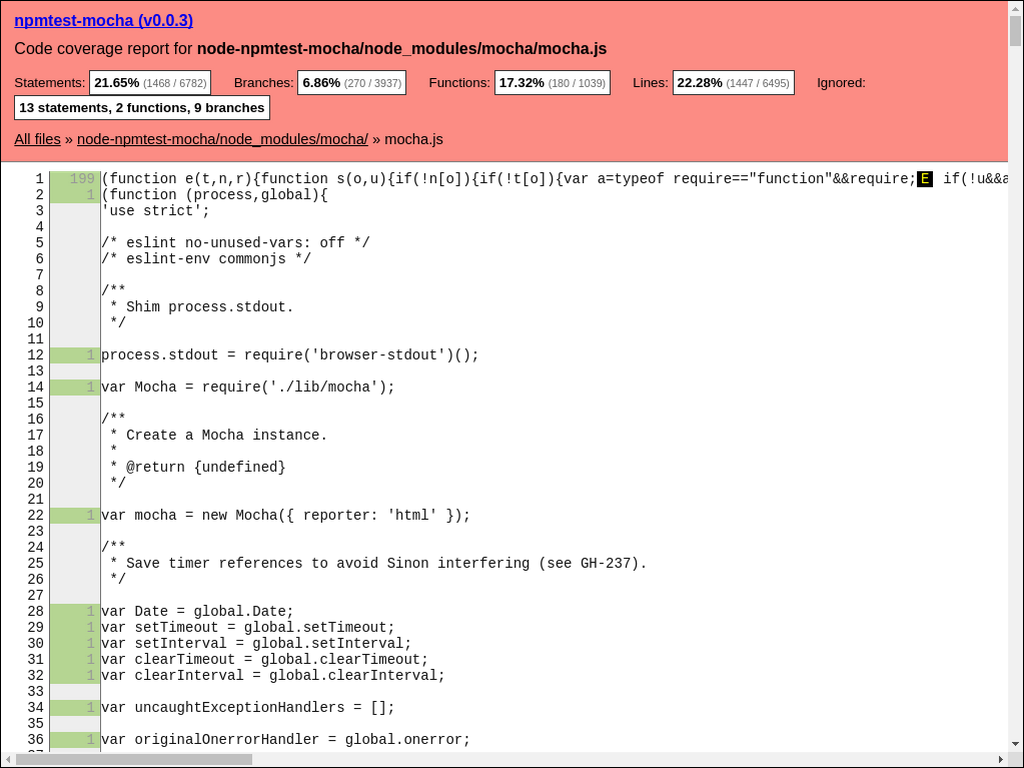 npmtest-mocha (v0.0.3)
Code coverage report for node-npmtest-mocha/node_modules/mocha/mocha.js
Statements: 21.65% (1468 / 6782) Branches: 6.86% (270 / 3937) Functions: 17.32% (180 / 1039) Lines: 22.28% (1447 / 6495) Ignored:
13 statements, 2 functions, 9 branches
All files » node-npmtest-mocha/node_modules/mocha/ » mocha.js
1 199 (function e(t,n,r){function s(o,u){if(!n[o]){if(!t[o]){var a=typeof require=="function"&&require; E if(!u&&a
2 1 (function (process,global){
3 'use strict';
4
5 /* eslint no-unused-vars: off */
6 /* eslint-env commonjs */
7
8 /**
9 * Shim process.stdout.
10 */
11
12 1 process.stdout = require('browser-stdout')();
13
14 1 var Mocha = require('./lib/mocha');
15
16 /**
17 * Create a Mocha instance.
18 *
19 * @return {undefined}
20 */
21
22 1 var mocha = new Mocha({ reporter: 'html' });
23
24 /**
25 * Save timer references to avoid Sinon interfering (see GH-237).
26 */
27
28 1 var Date = global.Date;
29 1 var setTimeout = global.setTimeout;
30 1 var setInterval = global.setInterval;
31 1 var clearTimeout = global.clearTimeout;
32 1 var clearInterval = global.clearInterval;
33
34 1 var uncaughtExceptionHandlers = [];
35
36 1 var originalOnerrorHandler = global.onerror;